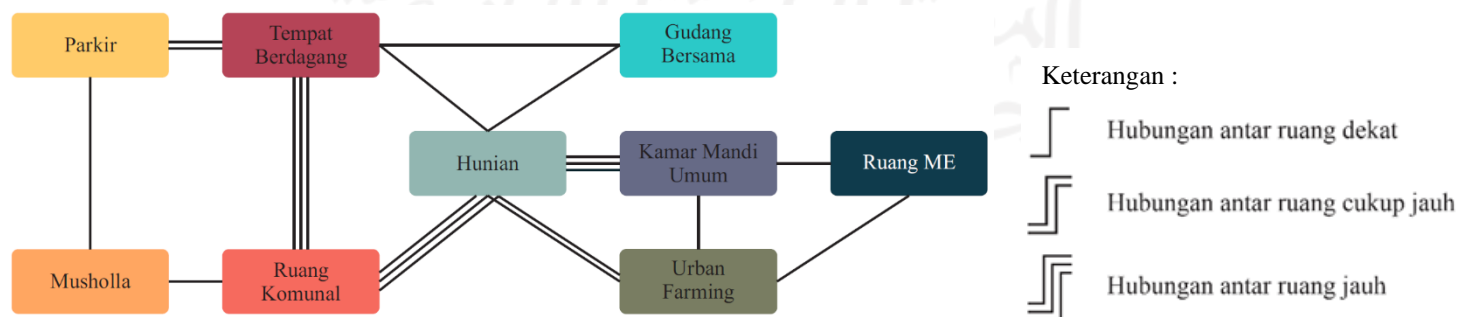 Parkir
Tempat
Berdagang
Gudang
Bersama
Hunian
Kamar Mandi
Umum
Ruang ME
Musholla
Ruang
Komunal
Urban
Farming
Keterangan :
Hubungan antar ruang dekat
Hubungan antar ruang cukup jauh
Hubungan antar ruang jauh